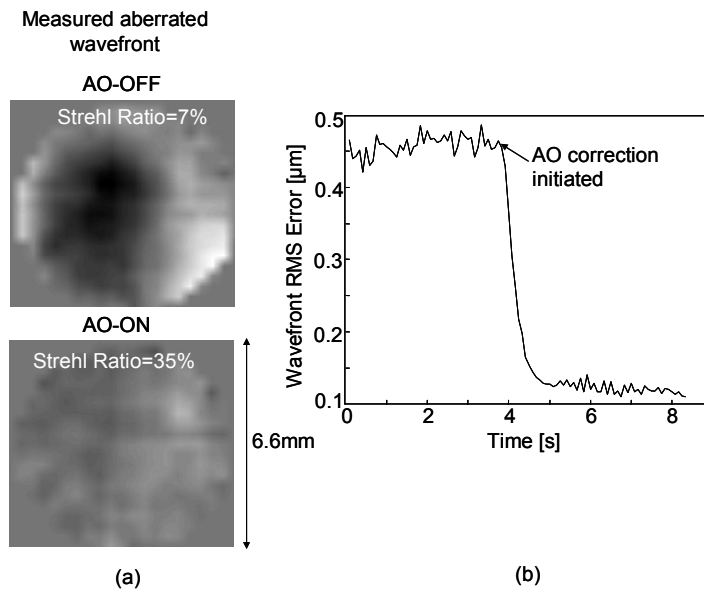 Measured aberrated
wavefront
AO-OFF
Strehl Ratio=7%
AO-ON
Strehl Ratio=35%
6.6mm
(a)
Wavefront RMS Error [µm]
0.5
0.4
0.3
0.2
0.1
AO correction
initiated
0 2 4 6 8
Time [s]
(b)